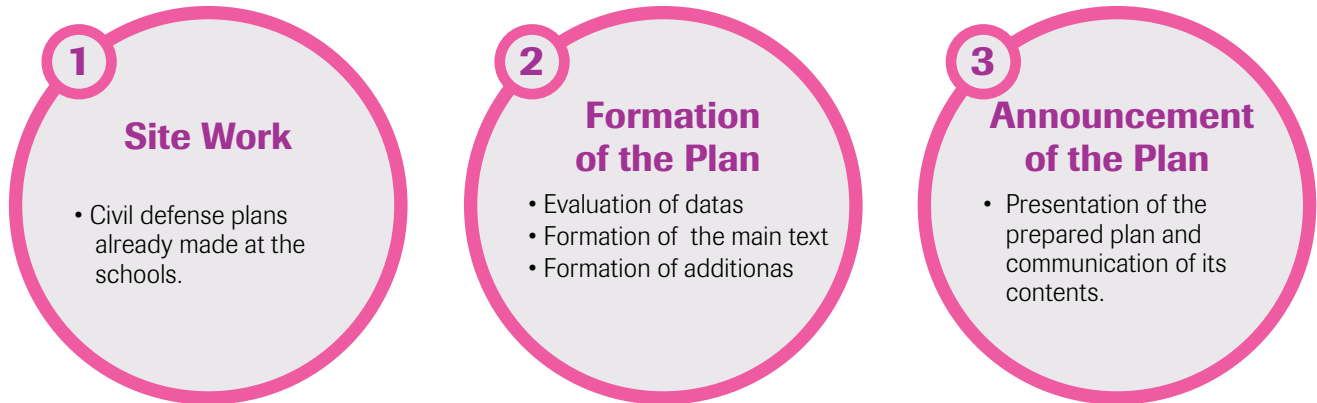 1
Site Work
• Civil defense plans
already made at the
schools.
2
Formation
of the Plan
• Evaluation of datas
• Formation of  the main text
• Formation of additionas
3
Announcement
of the Plan
• Presentation of the
prepared plan and
communication of its
contents.